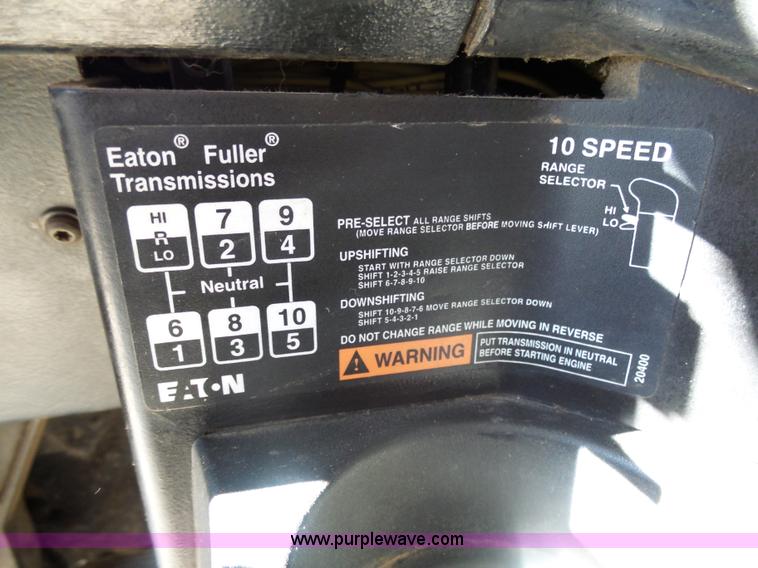 Eaton® Fuller®
Transmissions
10 SPEED
RANGE
SELECTOR
HI
LO
HI
R
LO
7
2
9
4
Neutral
6
1
8
3
10
5
EATON
PRE-SELECT ALL RANGE SHIFTS
(MOVE RANGE SELECTOR BEFORE MOVING SHIFT LEVER)
UPSHIFTING
START WITH RANGE SELECTOR DOWN
SHIFT 1-2-3-4-5 RAISE RANGE SELECTOR
SHIFT 6-7-8-9-10
DOWNSHIFTING
SHIFT 10-9-8-7-6 MOVE RANGE SELECTOR DOWN
SHIFT 5-4-3-2-1
DO NOT CHANGE RANGE WHILE MOVING IN REVERSE
WARNING
PUT TRANSMISSION IN NEUTRAL
BEFORE STARTING ENGINE
20400
www.purplewave.com